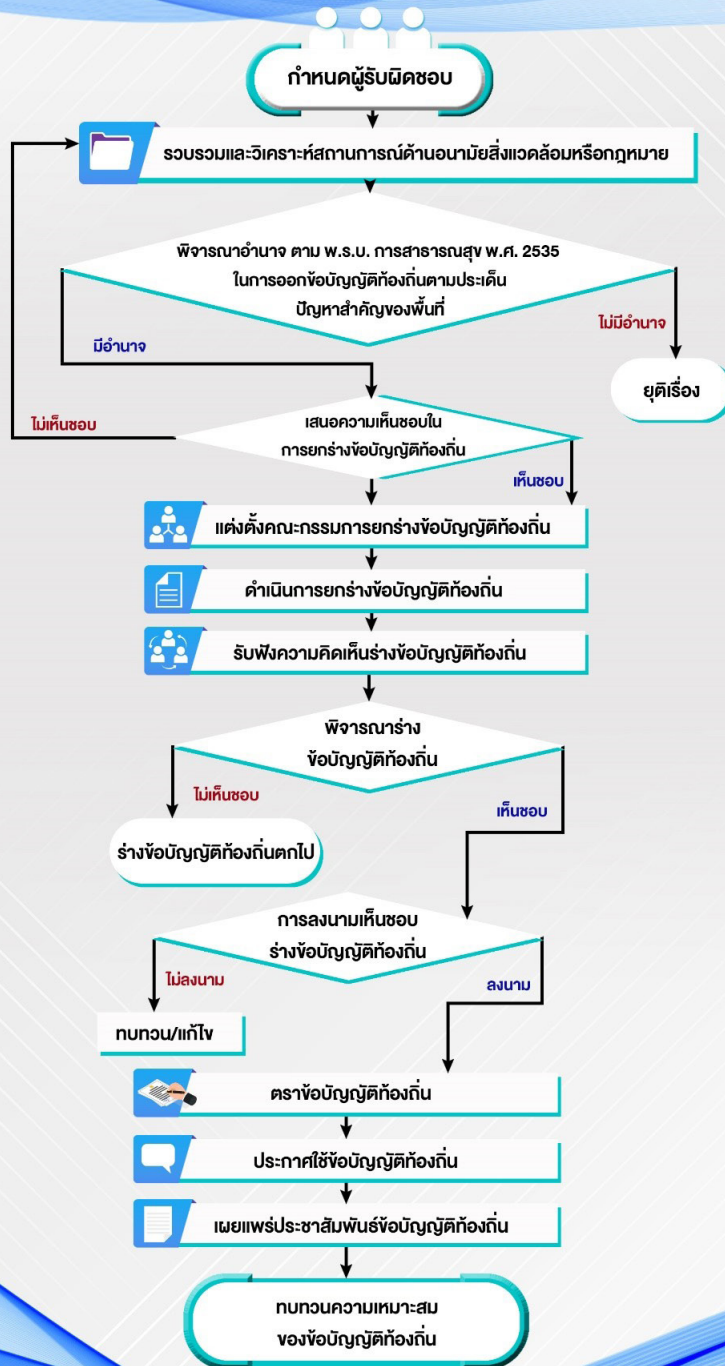 กำหนดผู้รับผิดชอบ
รวบรวมและวิเคราะห์สถานการณ์ด้านอนามัยสิ่งแวดล้อมหรือกฎหมาย
พิจารณาอำนาจ ตาม พ.ร.บ. การสาธารณสุข พ.ศ. 2535
ในการออกข้อบัญญัติท้องถิ่นตามประเด็น
ปัญหาสำคัญของพื้นที่
ไม่มีอำนาจ
มีอำนาจ
ยุติเรื่อง
ไม่เห็นชอบ
เสนอความเห็นชอบใน
การยกร่างข้อบัญญัติท้องถิ่น
เห็นชอบ
แต่งตั้งคณะกรรมการยกร่างข้อบัญญัติท้องถิ่น
ดำเนินการยกร่างข้อบัญญัติท้องถิ่น
รับฟังความคิดเห็นร่างข้อบัญญัติท้องถิ่น
พิจารณาร่าง
ข้อบัญญัติท้องถิ่น
ไม่เห็นชอบ
เห็นชอบ
ร่างข้อบัญญัติท้องถิ่นตกไป
การลงนามเห็นชอบ
ร่างข้อบัญญัติท้องถิ่น
ไม่ลงนาม
ลงนาม
ทบทวน/แก้ไข
ตราข้อบัญญัติท้องถิ่น
ประกาศใช้ข้อบัญญัติท้องถิ่น
เผยแพร่ประชาสัมพันธ์ข้อบัญญัติท้องถิ่น
ทบทวนความเหมาะสม
ของข้อบัญญัติท้องถิ่น